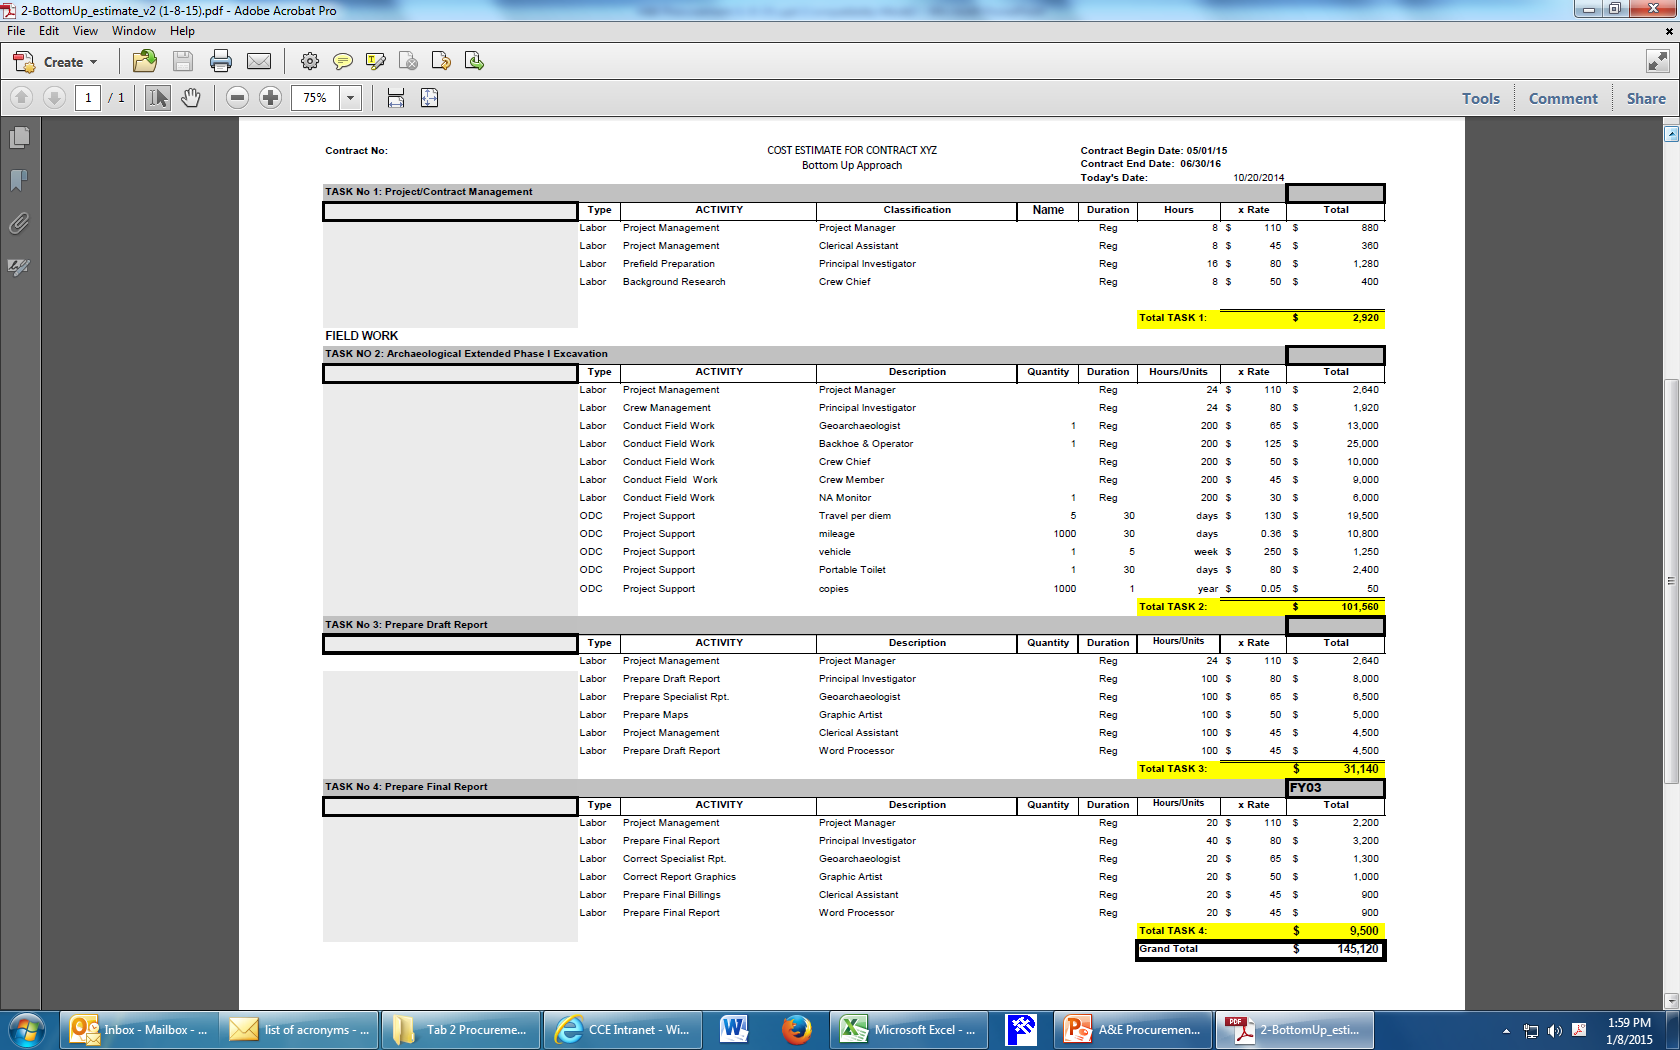 2-BottomUp_estimate_v2 (1-8-15).pdf - Adobe Acrobat Pro
File Edit View Window Help
Create
1 / 1 75% Tools Comment Share
Contract No: COST ESTIMATE FOR CONTRACT XYZ Contract Begin Date: 05/01/15
Bottom Up Approach Contract End Date: 06/30/16
Today's Date: 10/20/2014
TASK No 1: Project/Contract Management
Type ACTIVITY Classification Name Duration Hours x Rate Total
Labor Project Management Project Manager Reg 8 $ 110 $ 880
Labor Project Management Clerical Assistant Reg 8 $ 45 $ 360
Labor Prefield Preparation Principal Investigator Reg 16 $ 80 $ 1,280
Labor Background Research Crew Chief Reg 8 $ 50 $ 400
Total TASK 1: $ 2,920
FIELD WORK
TASK NO 2: Archaeological Extended Phase I Excavation
Type ACTIVITY Description Quantity Duration Hours/Units x Rate Total
Labor Project Management Project Manager Reg 24 $ 110 $ 2,640
Labor Crew Management Principal Investigator Reg 24 $ 80 $ 1,920
Labor Conduct Field Work Geoarchaeologist 1 Reg 200 $ 65 $ 13,000
Labor Conduct Field Work Backhoe & Operator 1 Reg 200 $ 125 $ 25,000
Labor Conduct Field Work Crew Chief Reg 200 $ 50 $ 10,000
Labor Conduct Field Work Crew Member Reg 200 $ 45 $ 9,000
Labor Conduct Field Work NA Monitor 1 Reg 200 $ 30 $ 6,000
ODC Project Support Travel per diem 5 30 days $ 130 $ 19,500
ODC Project Support mileage 1000 30 days 0.36 $ 10,800
ODC Project Support vehicle 1 5 week $ 250 $ 1,250
ODC Project Support Portable Toilet 1 30 days $ 80 $ 2,400
ODC Project Support copies 1000 1 year $ 0.05 $ 50
Total TASK 2: $ 101,560
TASK No 3: Prepare Draft Report
Type ACTIVITY Description Quantity Duration Hours/Units x Rate Total
Labor Project Management Project Manager Reg 24 $ 110 $ 2,640
Labor Prepare Draft Report Principal Investigator Reg 100 $ 80 $ 8,000
Labor Prepare Specialist Rpt. Geoarchaeologist Reg 100 $ 65 $ 6,500
Labor Prepare Maps Graphic Artist Reg 100 $ 50 $ 5,000
Labor Project Management Clerical Assistant Reg 100 $ 45 $ 4,500
Labor Prepare Draft Report Word Processor Reg 100 $ 45 $ 4,500
Total TASK 3: $ 31,140
TASK No 4: Prepare Final Report FY03
Type ACTIVITY Description Quantity Duration Hours/Units x Rate Total
Labor Project Management Project Manager Reg 20 $ 110 $ 2,200
Labor Prepare Final Report Principal Investigator Reg 40 $ 80 $ 3,200
Labor Correct Specialist Rpt. Geoarchaeologist Reg 20 $ 65 $ 1,300
Labor Correct Report Graphics Graphic Artist Reg 20 $ 50 $ 1,000
Labor Prepare Final Billings Clerical Assistant Reg 20 $ 45 $ 900
Labor Prepare Final Report Word Processor Reg 20 $ 45 $ 900
Total TASK 4: $ 9,500
Grand Total $ 145,120
Inbox - Mailbox - ... list of acronyms - ... Tab 2 Procureme... CCE Intranet - Wi... Microsoft Excel - ... A&E Procuremen... 2-BottomUp_esti... 1:59 PM
1/8/2015